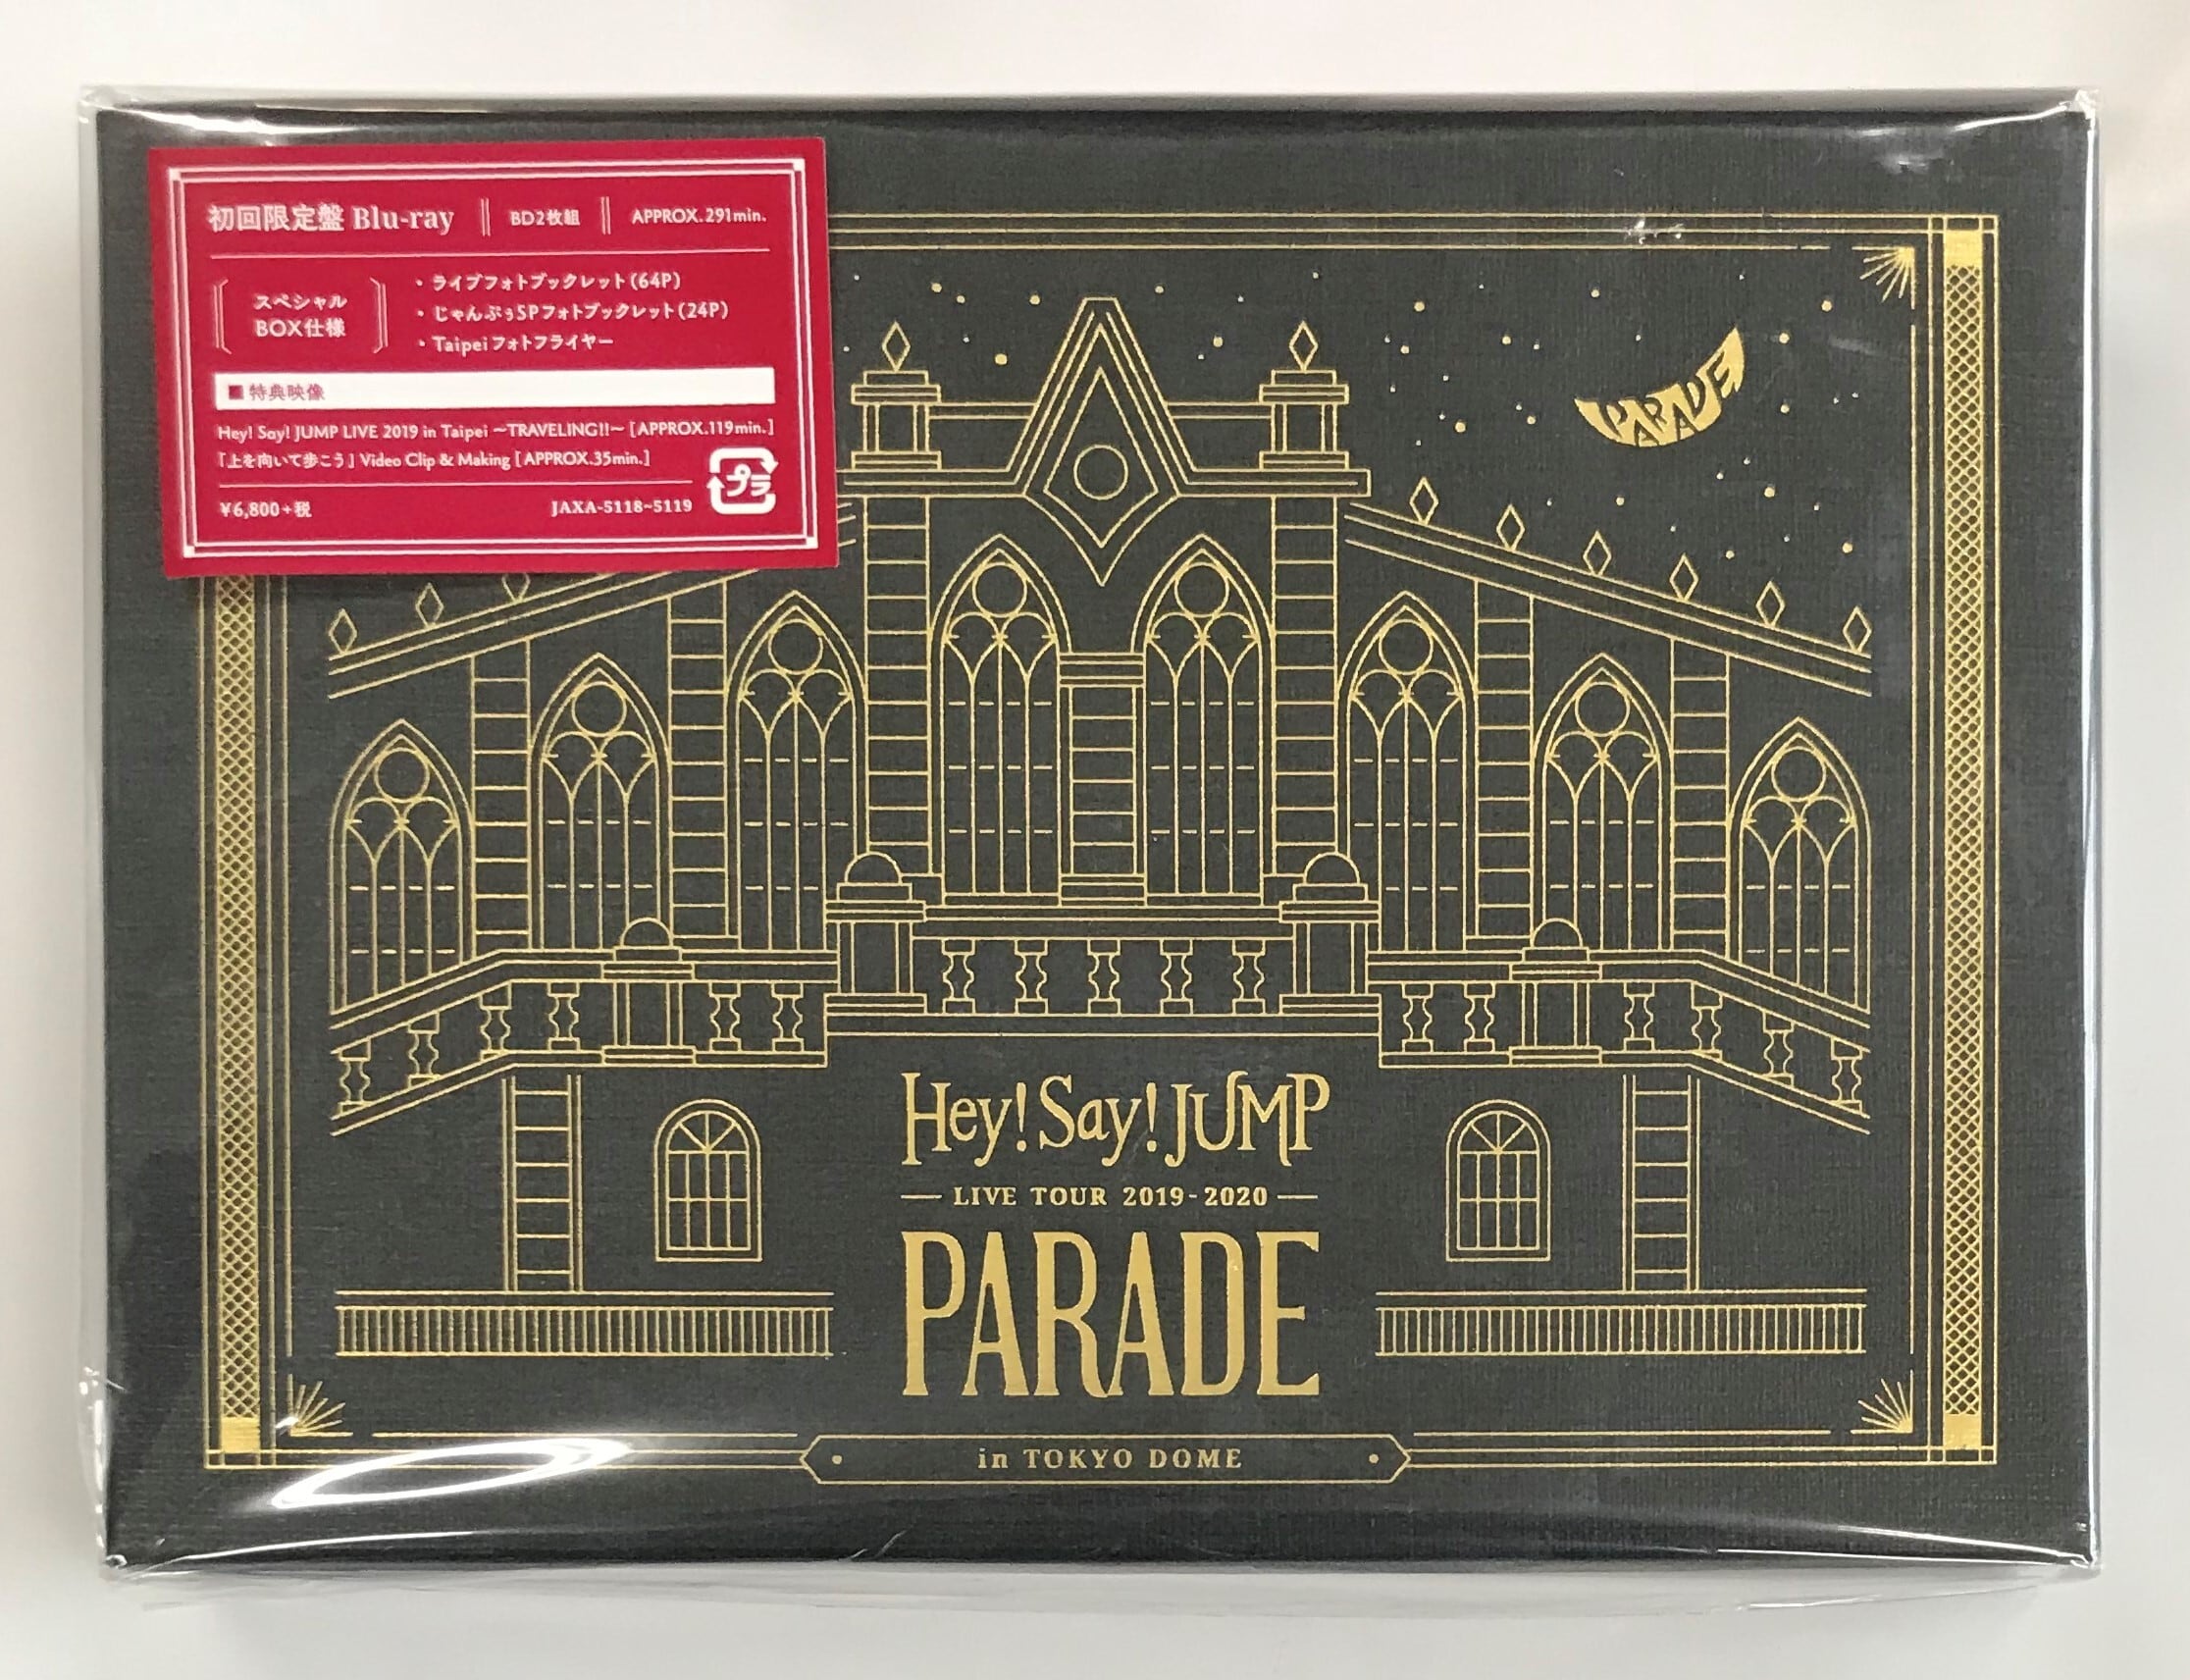 初回限定盤 Blu-ray BD2枚組 APPROX.291min.
スペシャル
BOX仕様
・ライブフォトブックレット(64P)
・じゃんぷぅSPフォトブックレット(24P)
・Taipeiフォトフライヤー
■特典映像
Hey! Say! JUMP LIVE 2019 in Taipei ～TRAVELING!!～ [APPROX.119min.]
「上を向いて歩こう」Video Clip & Making [APPROX.35min.]
¥6,800+税 JAXA-5118~5119
プラ
PARADE
Hey! Say! JUMP
LIVE TOUR 2019-2020
PARADE
in TOKYO DOME